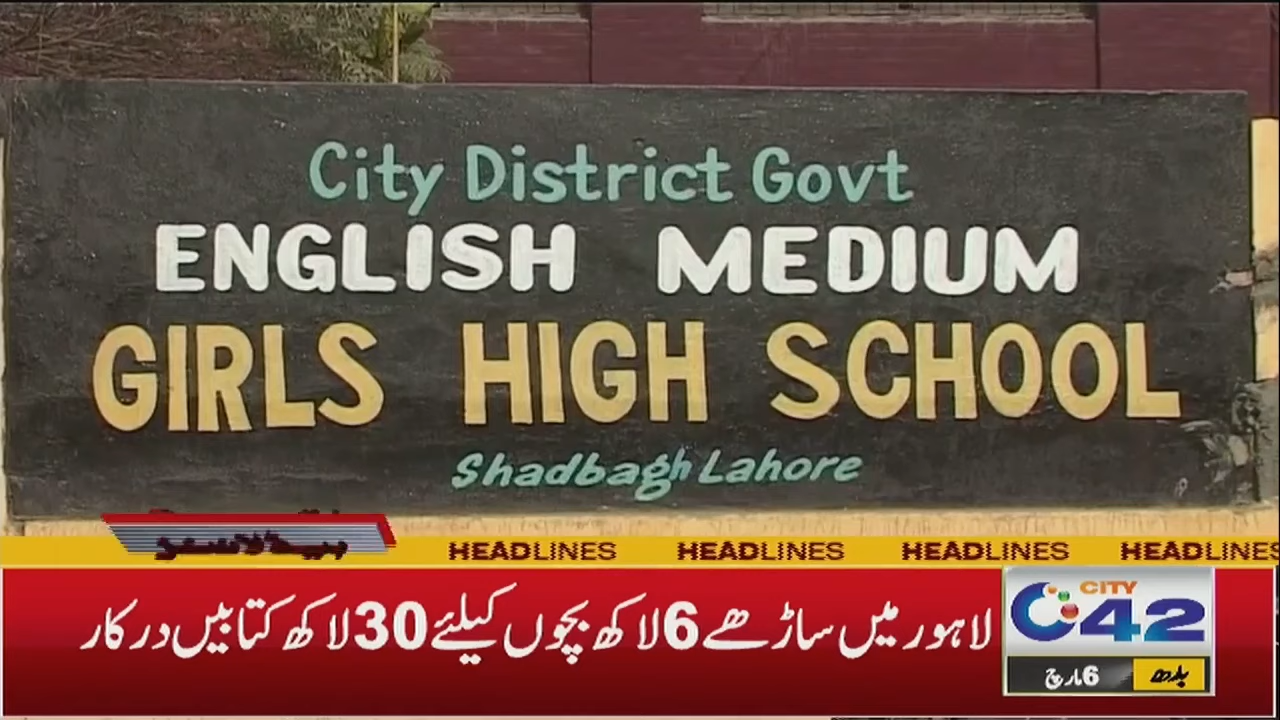 City District Govt
ENGLISH MEDIUM
GIRLS HIGH SCHOOL
Shadbagh Lahore
HEADLINES HEADLINES HEADLINES HEADLINES
لاہور میں ساڑھے 6 لاکھ بچوں کیلئے 30 لاکھ کتابیں درکار
CITY
42
بدھ 6 مارچ